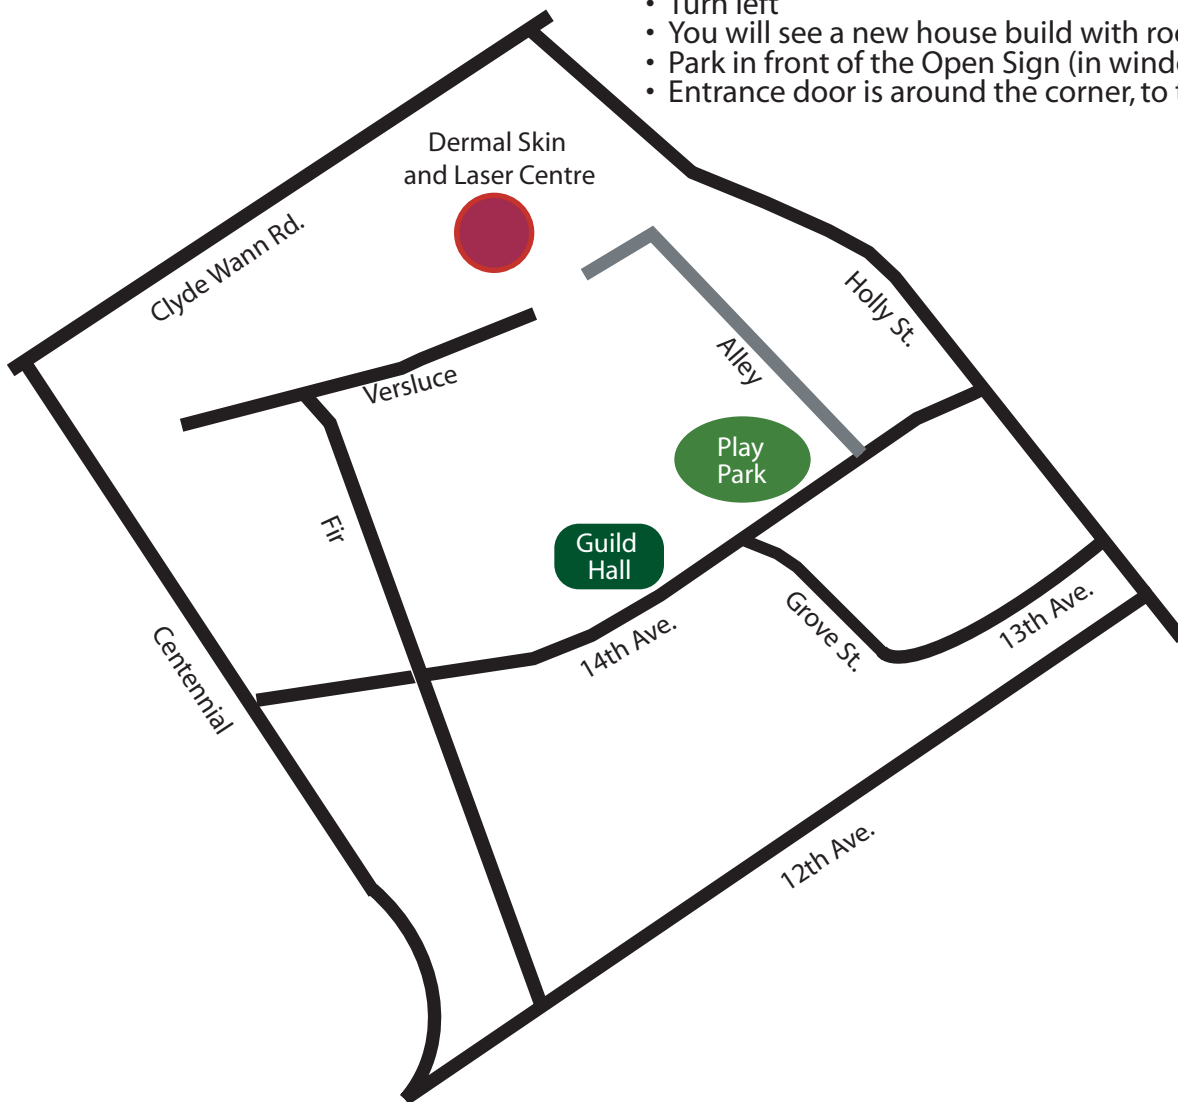 • Turn left
• You will see a new house build with
• Park in front of the Open Sign (in
• Entrance door is around the corner, to
Dermal Skin
and Laser Centre
Clyde Wann Rd.
Holly St.
Alley
Versluce
Play
Park
Fir
Guild
Hall
Grove St.
13th Ave.
14th Ave.
Centennial
12th Ave.